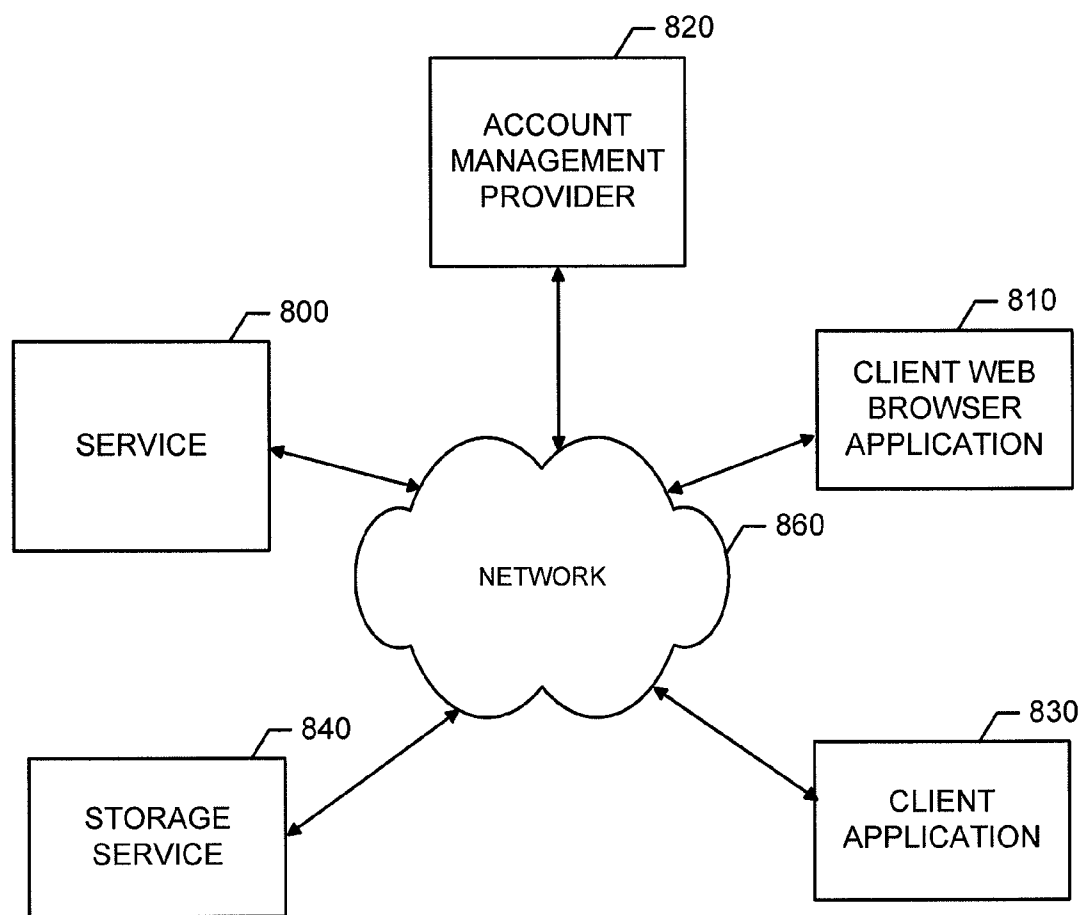 820
ACCOUNT
MANAGEMENT
PROVIDER
800
SERVICE
810
CLIENT WEB
BROWSER
APPLICATION
860
NETWORK
840
STORAGE
SERVICE
830
CLIENT
APPLICATION